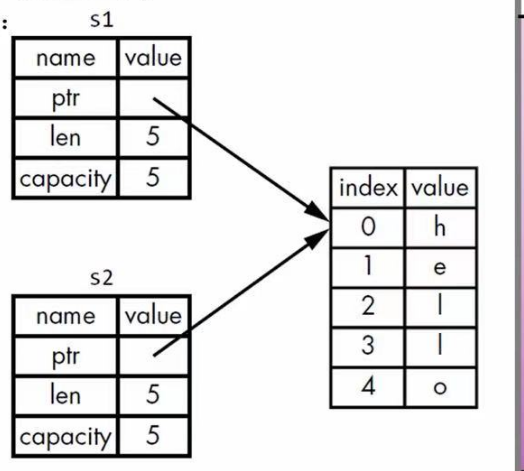 : s1
name value
ptr
len 5
capacity 5
index value
0 h
1 e
2 l
3 l
4 o
s2
name value
ptr
len 5
capacity 5